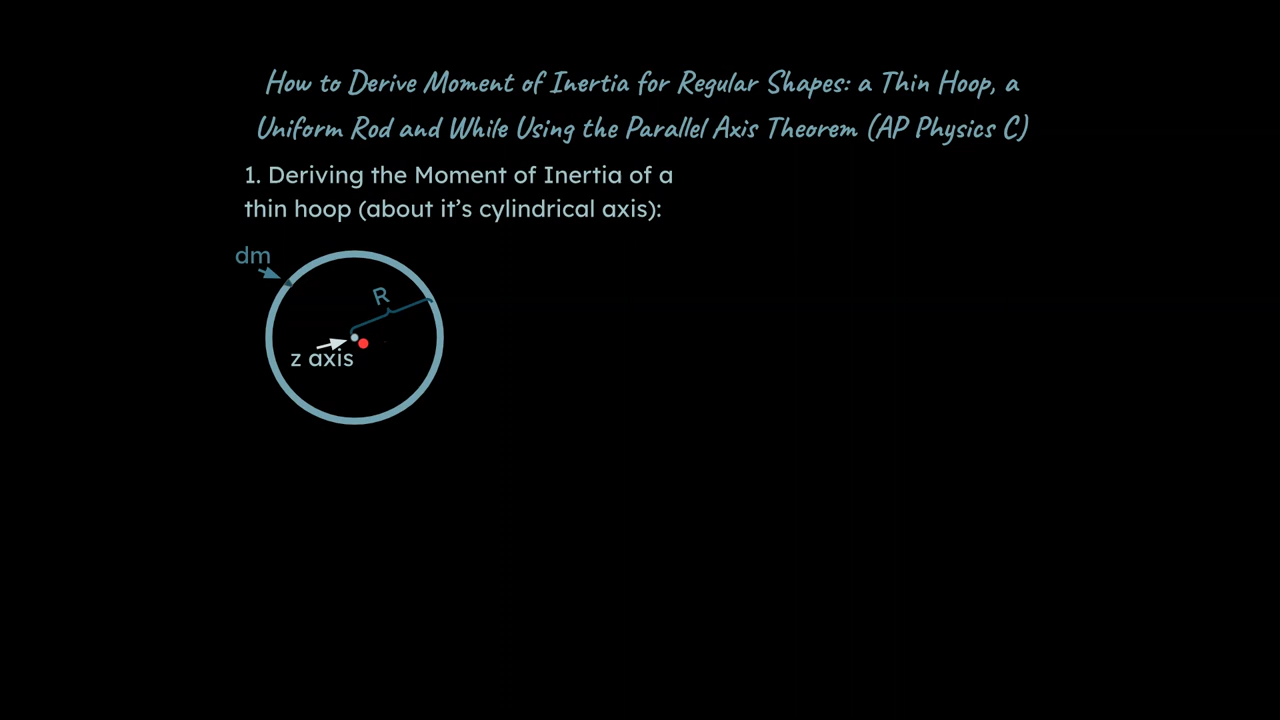 How to Derive Moment of Inertia for Regular Shapes: a Thin Hoop, a
Uniform Rod and While Using the Parallel Axis Theorem (AP Physics C)
1. Deriving the Moment of Inertia of a
thin hoop (about it's cylindrical axis):
dm
R
z axis